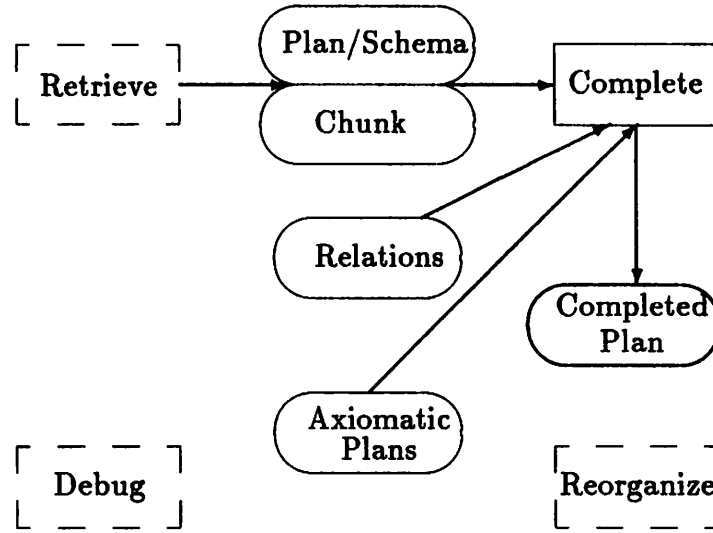 Plan/Schema
Retrieve
Complete
Chunk
Relations
Completed
Plan
Axiomatic
Plans
Debug
Reorganize